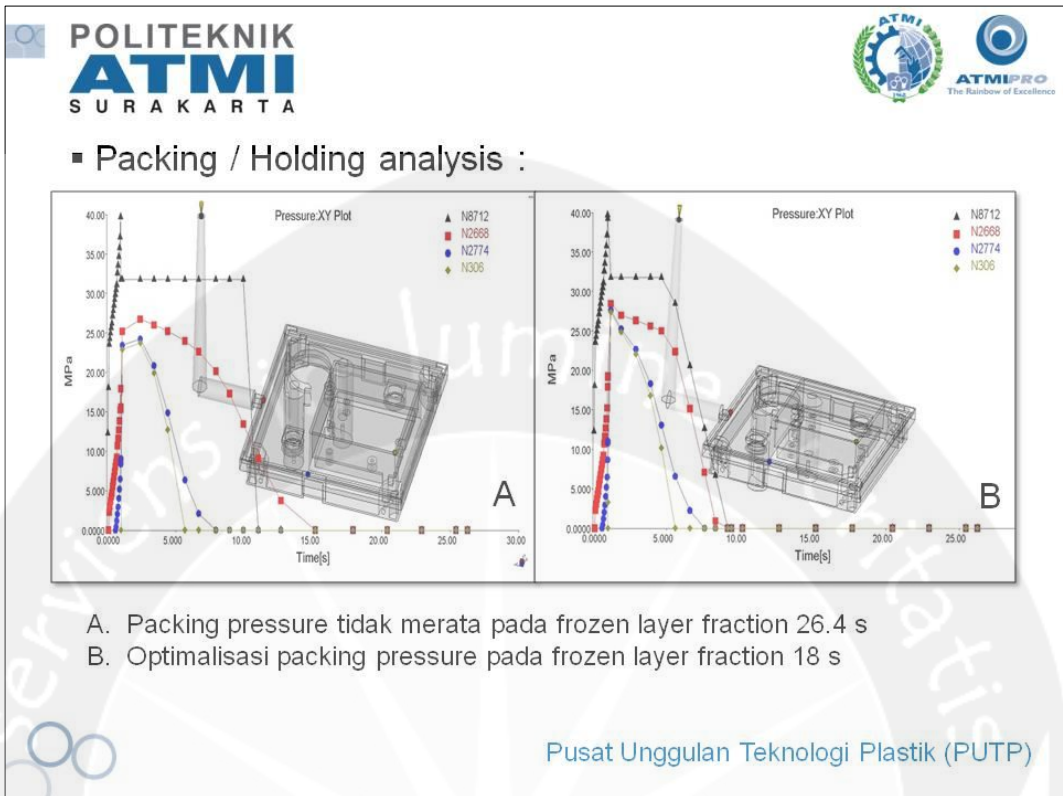 POLITEKNIK
ATMI
SURAKARTA
ATMI
ATMIPRO
The Rainbow of Excellence
▪ Packing / Holding analysis :
Pressure:XY Plot
N8712
N2668
N2774
N306
40.00
35.00
30.00
25.00
20.00
15.00
10.00
5.000
0.0000
MPa
0.0000 5.000 10.00 15.00 20.00 25.00 30.00
Time[s]
A
Pressure:XY Plot
N8712
N2668
N2774
N306
40.00
35.00
30.00
25.00
20.00
15.00
10.00
5.000
0.0000
MPa
0.0000 5.000 10.00 15.00 20.00 25.00
Time[s]
B
A. Packing pressure tidak merata pada frozen layer fraction 26.4 s
B. Optimalisasi packing pressure pada frozen layer fraction 18 s
Pusat Unggulan Teknologi Plastik (PUTP)
serviens in lumine veritatis